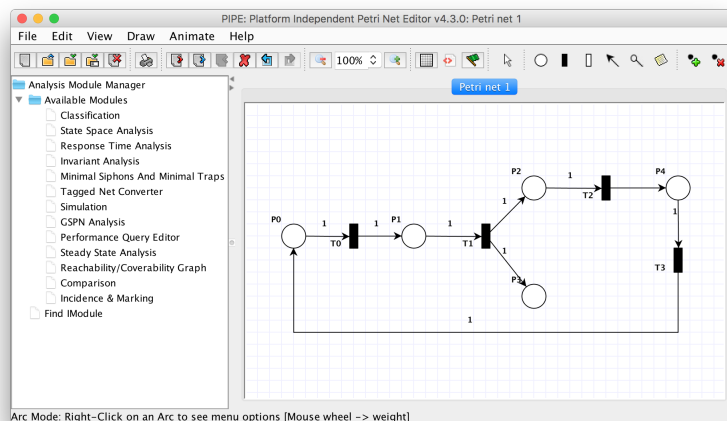 PIPE: Platform Independent Petri Net Editor v4.3.0: Petri net 1
File Edit View Draw Animate Help
100%
Analysis Module Manager
Available Modules
Classification
State Space Analysis
Response Time Analysis
Invariant Analysis
Minimal Siphons And Minimal Traps
Tagged Net Converter
Simulation
GSPN Analysis
Performance Query Editor
Steady State Analysis
Reachability/Coverability Graph
Comparison
Incidence & Marking
Find IModule
Petri net 1
P2 1 P4
T2
1 1
P0 1 1 P1 1
T0 T1
1
T3
P3
1
Arc Mode: Right-Click on an Arc to see menu options [Mouse wheel -> weight]